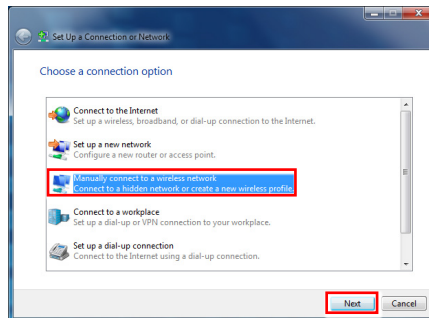 Set Up a Connection or Network
Choose a connection option
Connect to the Internet
Set up a wireless, broadband, or dial-up connection to the Internet.
Set up a new network
Configure a new router or access point.
Manually connect to a wireless network
Connect to a hidden network or create a new wireless profile.
Connect to a workplace
Set up a dial-up or VPN connection to your workplace.
Set up a dial-up connection
Connect to the Internet using a dial-up connection.
Next
Cancel